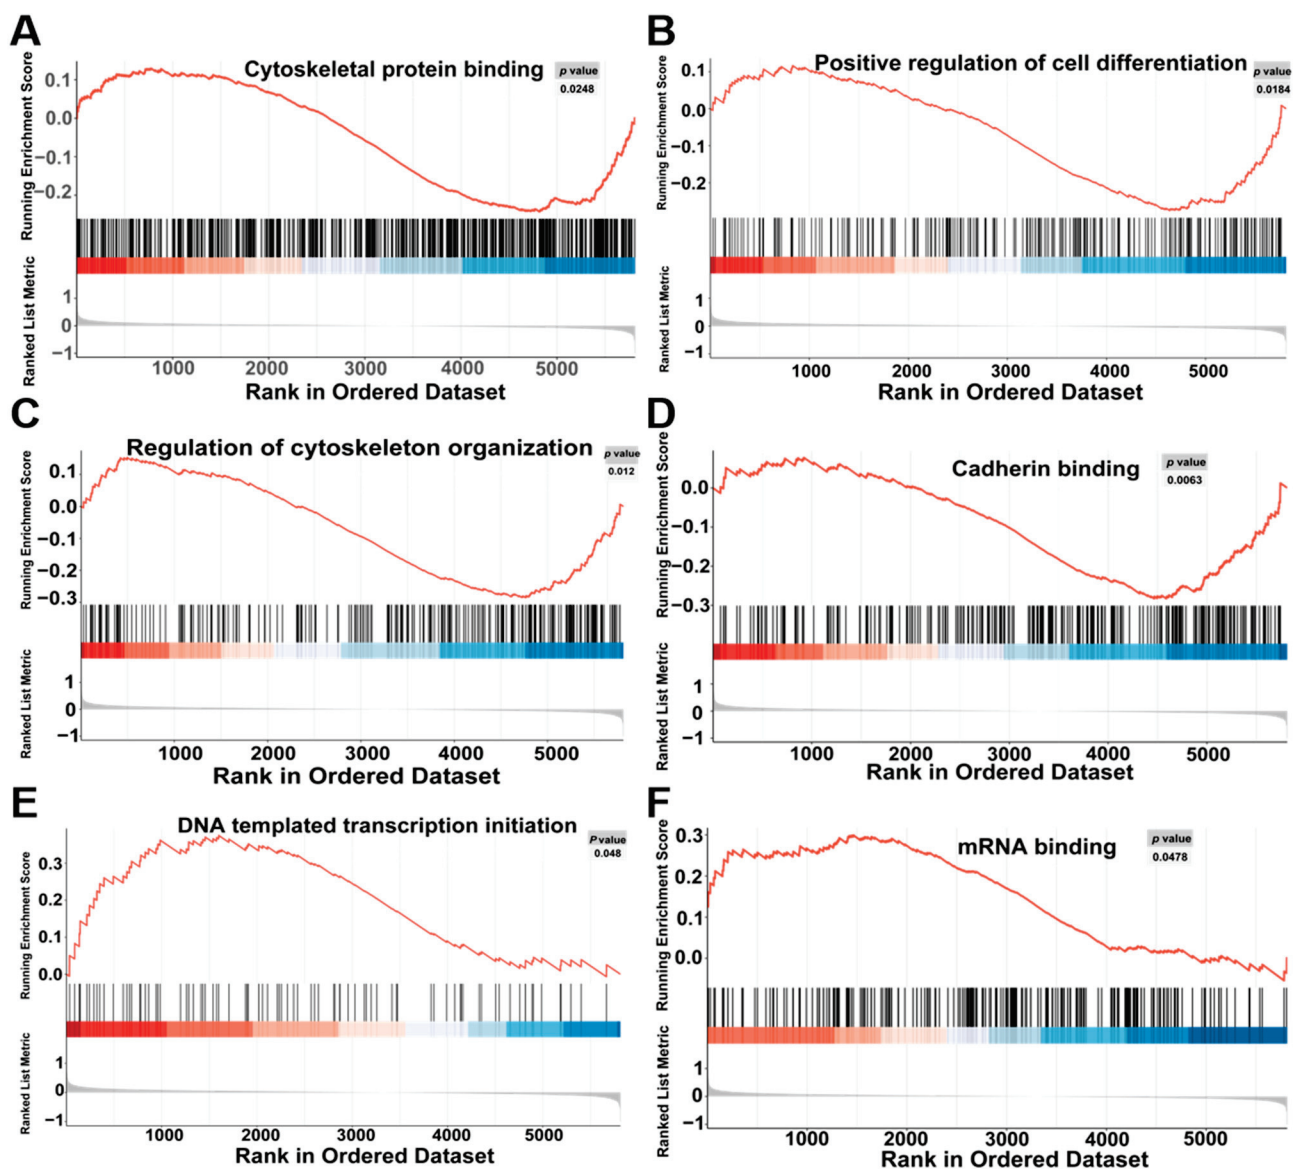 A
Cytoskeletal protein binding
p value
0.0248
Running Enrichment Score
0.1
0.0
−0.1
−0.2
Ranked List Metric
1
0
−1
1000 2000 3000 4000 5000
Rank in Ordered Dataset
B
Positive regulation of cell differentiation
p value
0.0184
Running Enrichment Score
0.1
0.0
−0.1
−0.2
Ranked List Metric
1
0
−1
1000 2000 3000 4000 5000
Rank in Ordered Dataset
C
Regulation of cytoskeleton organization
p value
0.012
Running Enrichment Score
0.1
0.0
−0.1
−0.2
−0.3
Ranked List Metric
1
0
−1
1000 2000 3000 4000 5000
Rank in Ordered Dataset
D
Cadherin binding
p value
0.0063
Running Enrichment Score
0.0
−0.1
−0.2
−0.3
Ranked List Metric
1
0
−1
1000 2000 3000 4000 5000
Rank in Ordered Dataset
E
DNA templated transcription initiation
P value
0.048
Running Enrichment Score
0.3
0.2
0.1
0.0
Ranked List Metric
1
0
−1
1000 2000 3000 4000 5000
Rank in Ordered Dataset
F
mRNA binding
p value
0.0478
Running Enrichment Score
0.3
0.2
0.1
0.0
Ranked List Metric
1
0
−1
1000 2000 3000 4000 5000
Rank in Ordered Dataset